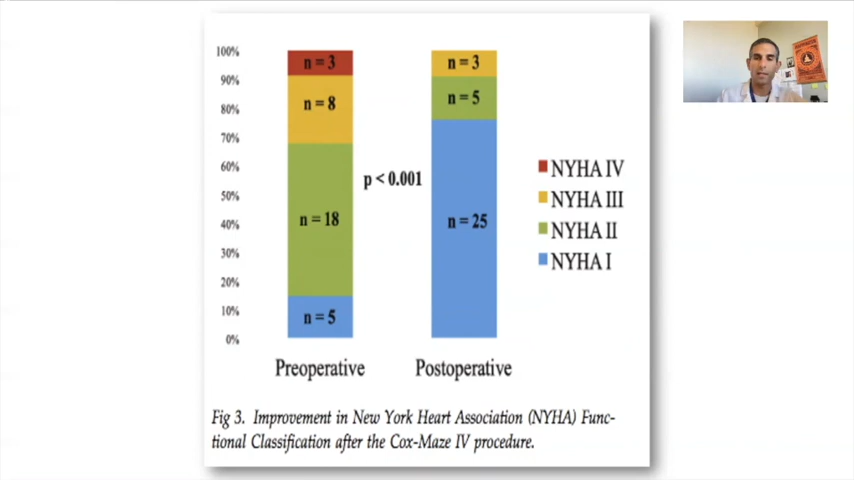 100%
90%
80%
70%
60%
50%
40%
30%
20%
10%
0%
n = 3
n = 8
n = 18
n = 5
p < 0.001
n = 3
n = 5
n = 25
NYHA IV
NYHA III
NYHA II
NYHA I
Preoperative
Postoperative
Fig 3. Improvement in New York Heart Association (NYHA) Func-
tional Classification after the Cox-Maze IV procedure.